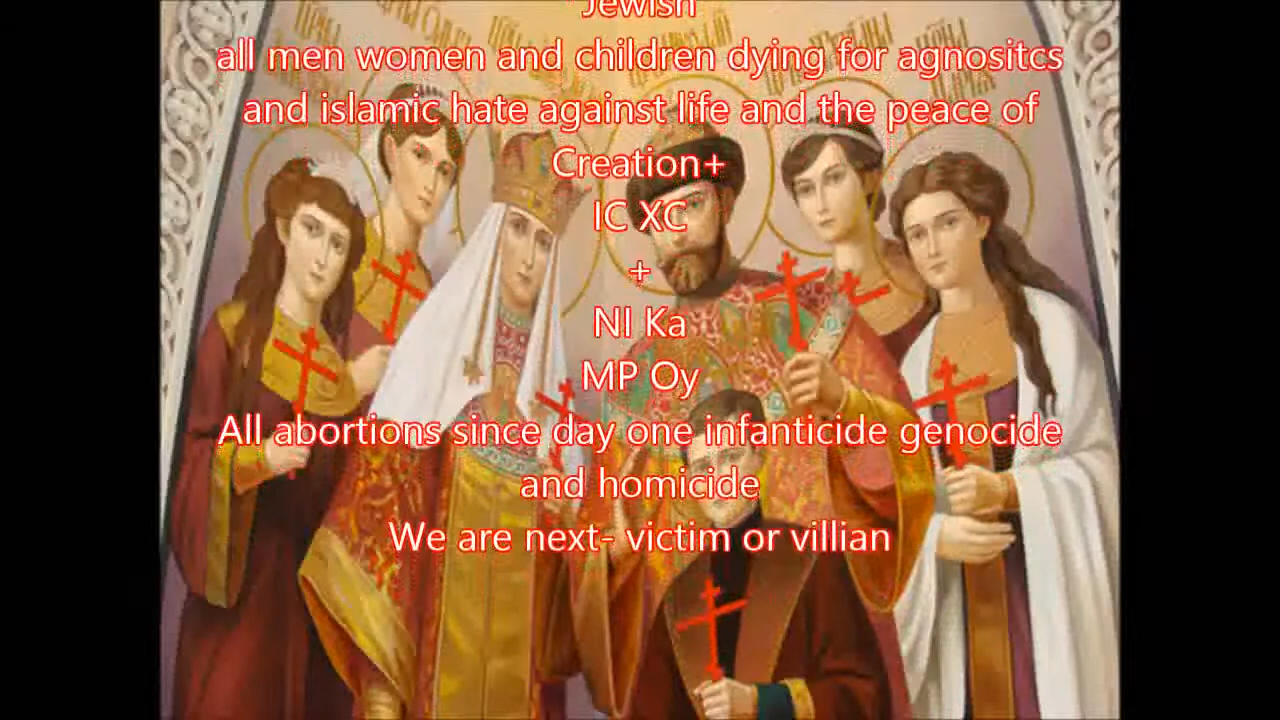 Jewish
all men women and children dying for agnositcs
and islamic hate against life and the peace of
Creation+
IC XC
+
NI Ka
MP Oy
All abortions since day one infanticide genocide
and homicide
We are next- victim or villian